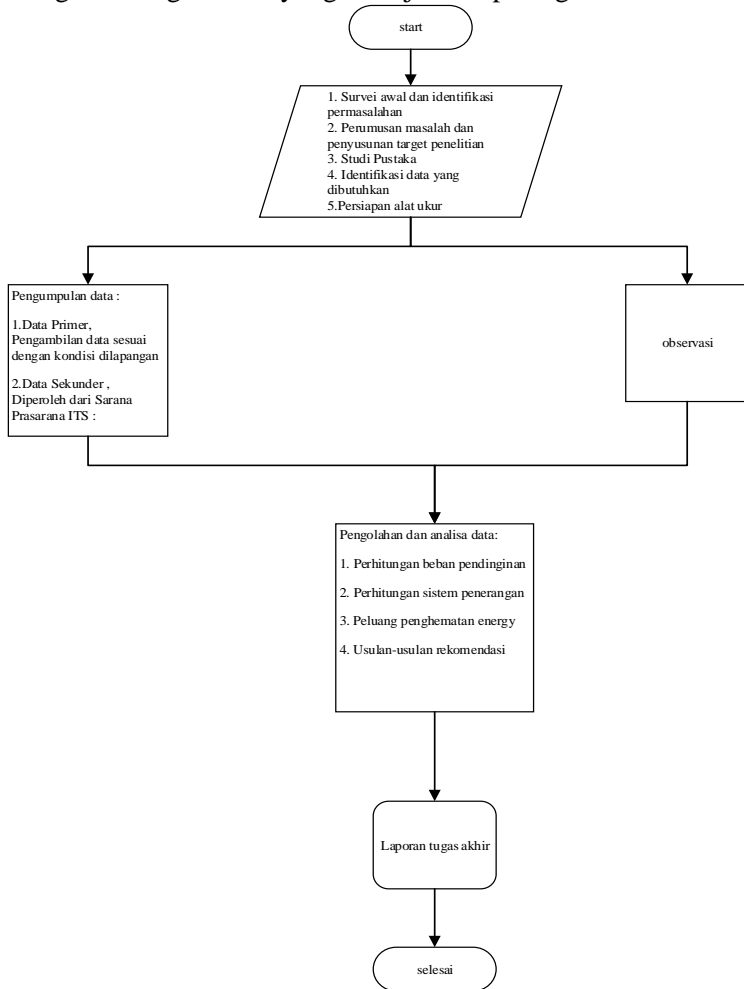 start
1. Survei awal dan identifikasi
permasalahan
2. Perumusan masalah dan
penyusunan target penelitian
3. Studi Pustaka
4. Identifikasi data yang
dibutuhkan
5.Persiapan alat ukur
Pengumpulan data :
1.Data Primer,
Pengambilan data sesuai
dengan kondisi dilapangan
2.Data Sekunder ,
Diperoleh dari Sarana
Prasarana ITS :
observasi
Pengolahan dan analisa data:
1. Perhitungan beban pendinginan
2. Perhitungan sistem penerangan
3. Peluang penghematan energy
4. Usulan-usulan rekomendasi
Laporan tugas akhir
selesai